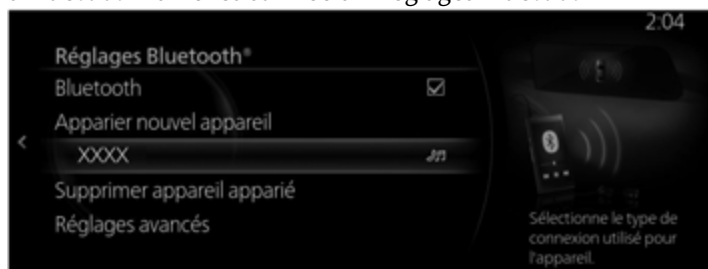 2:04
Réglages Bluetooth®
Bluetooth
Apparier nouvel appareil
XXXX
Supprimer appareil apparié
Réglages avancés
Sélectionne le type de
connexion utilisé pour
l'appareil.